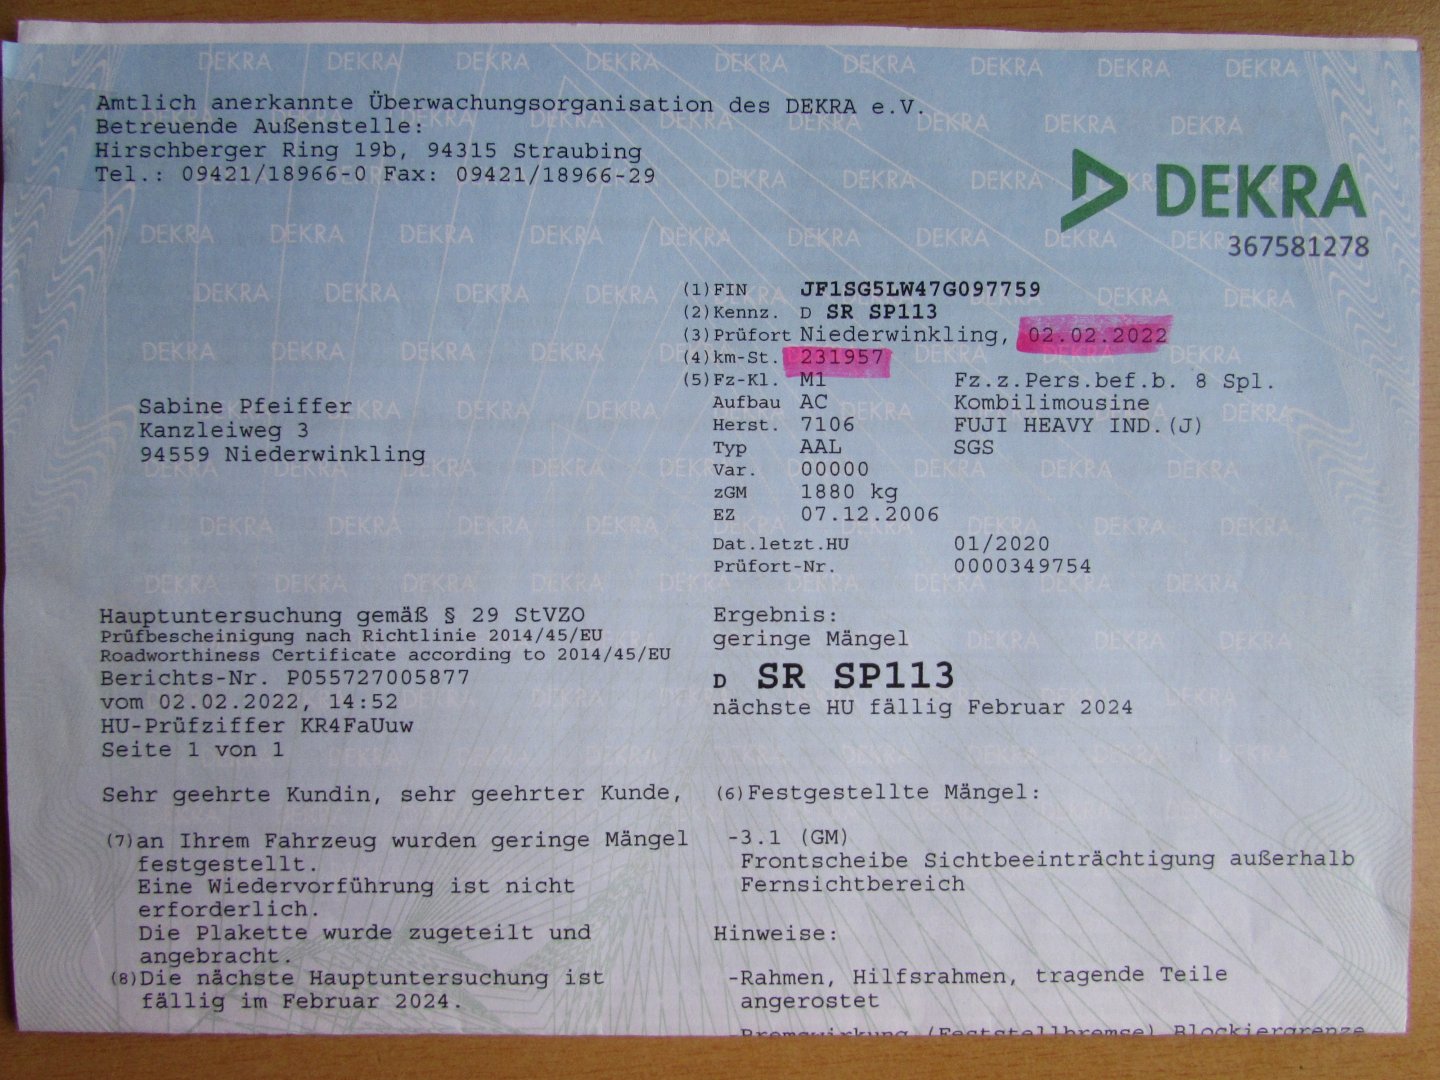 Amtlich anerkannte Überwachungsorganisation des DEKRA e.V.
Betreuende Außenstelle:
Hirschberger Ring 19b, 94315 Straubing
Tel.: 09421/18966-0 Fax: 09421/18966-29
DEKRA
367581278
(1) FIN JF1SG5LW47G097759
(2) Kennz. D SR SP113
(3) Prüfort Niederwinkling, 02.02.2022
(4) km-St. 231957
(5) Fz-Kl. M1 Fz.z.Pers.bef.b. 8 Spl.
Aufbau AC Kombilimousine
Herst. 7106 FUJI HEAVY IND.(J)
Typ AAL SGS
Var. 00000
zGM 1880 kg
EZ 07.12.2006
Dat.letzt.HU 01/2020
Prüfort-Nr. 0000349754
Sabine Pfeiffer
Kanzleiweg 3
94559 Niederwinkling
Hauptuntersuchung gemäß § 29 StVZO
Prüfbescheinigung nach Richtlinie 2014/45/EU
Roadworthiness Certificate according to 2014/45/EU
Berichts-Nr. P055727005877
vom 02.02.2022, 14:52
HU-Prüfziffer KR4FaUuw
Seite 1 von 1
Ergebnis:
geringe Mängel
D SR SP113
nächste HU fällig Februar 2024
Sehr geehrte Kundin, sehr geehrter Kunde,
(7) an Ihrem Fahrzeug wurden geringe Mängel
festgestellt.
Eine Wiedervorführung ist nicht
erforderlich.
Die Plakette wurde zugeteilt und
angebracht.
(8) Die nächste Hauptuntersuchung ist
fällig im Februar 2024.
(6) Festgestellte Mängel:
-3.1 (GM)
Frontscheibe Sichtbeeinträchtigung außerhalb
Fernsichtbereich
Hinweise:
-Rahmen, Hilfsrahmen, tragende Teile
angerostet
Bremswirkung (Feststellbremse) Blockiergrenze